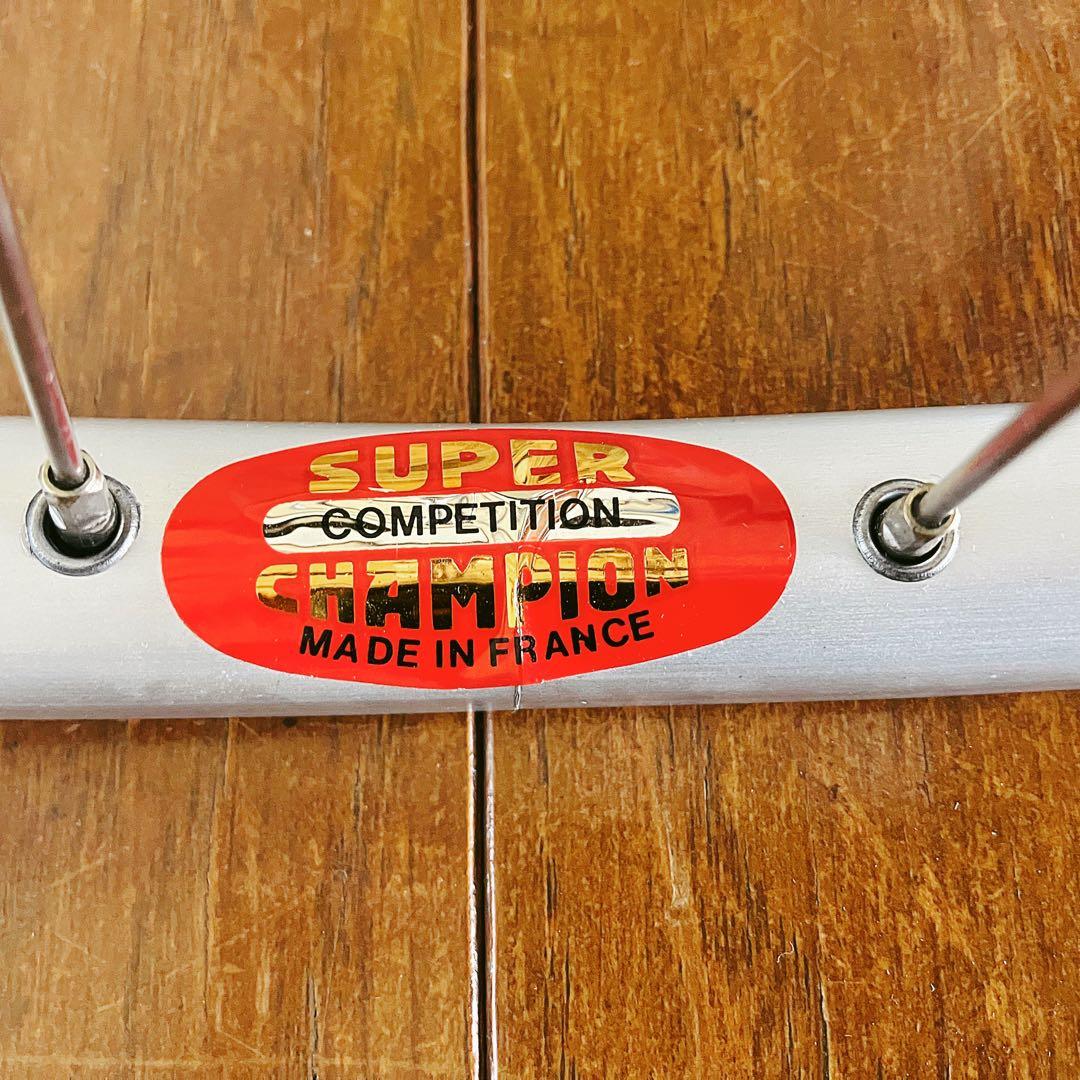 SUPER
COMPETITION
CHAMPION
MADE IN FRANCE